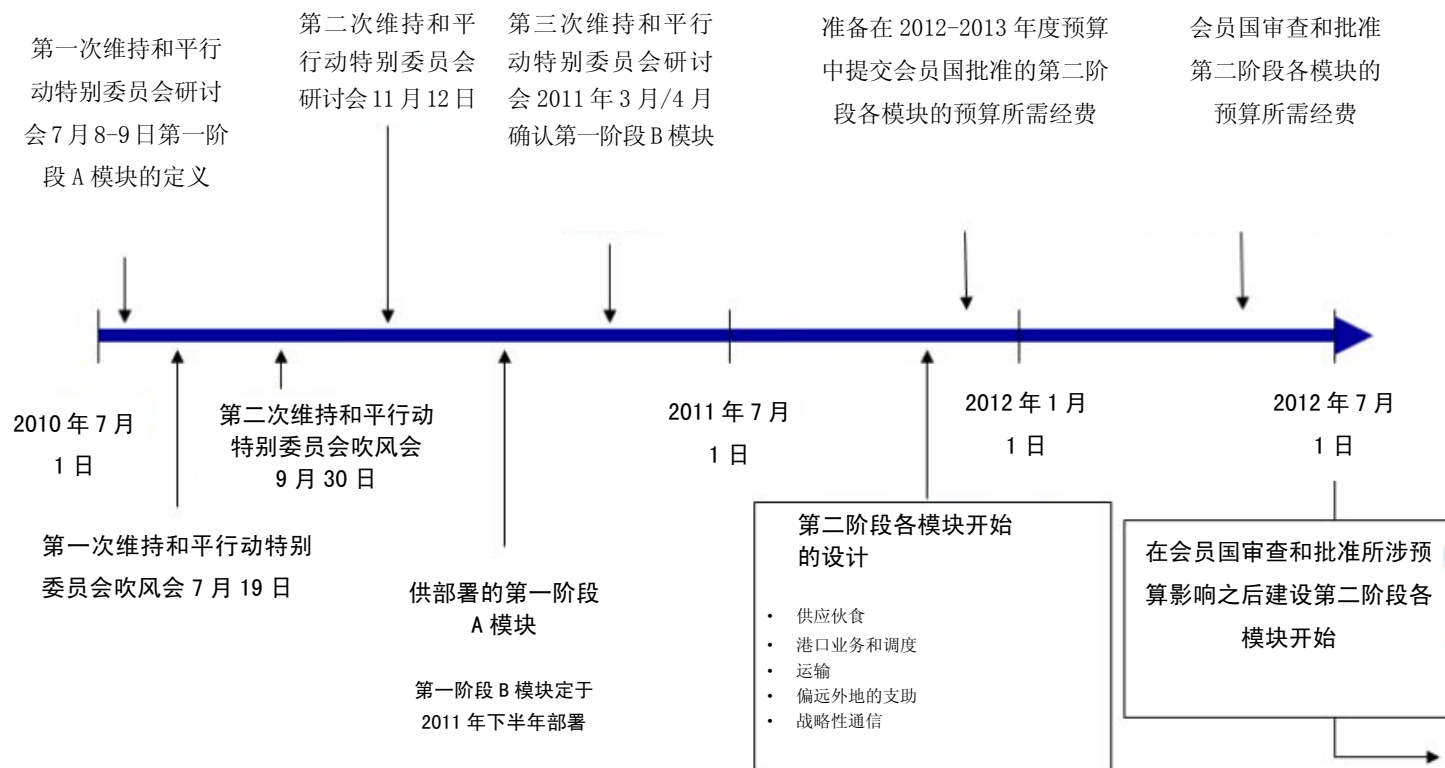 第一次维持和平行
动特别委员会研讨
会 7 月 8-9 日第一阶
段 A 模块的定义
第二次维持和平
行动特别委员会
研讨会 11 月 12 日
第三次维持和平行
动特别委员会研讨
会 2011 年 3 月/4 月
确认第一阶段 B 模块
准备在 2012-2013 年度预算
中提交会员国批准的第二阶
段各模块的预算所需经费
会员国审查和批准
第二阶段各模块的
预算所需经费
2010 年 7 月
1 日
第二次维持和平行动
特别委员会吹风会
9 月 30 日
2011 年 7 月
1 日
2012 年 1 月
1 日
2012 年 7 月
1 日
第一次维持和平行动特别
委员会吹风会 7 月 19 日
供部署的第一阶段
A 模块
第一阶段 B 模块定于
2011 年下半年部署
第二阶段各模块开始
的设计
• 供应伙食
• 港口业务和调度
• 运输
• 偏远外地的支助
• 战略性通信
在会员国审查和批准所涉预
算影响之后建设第二阶段各
模块开始